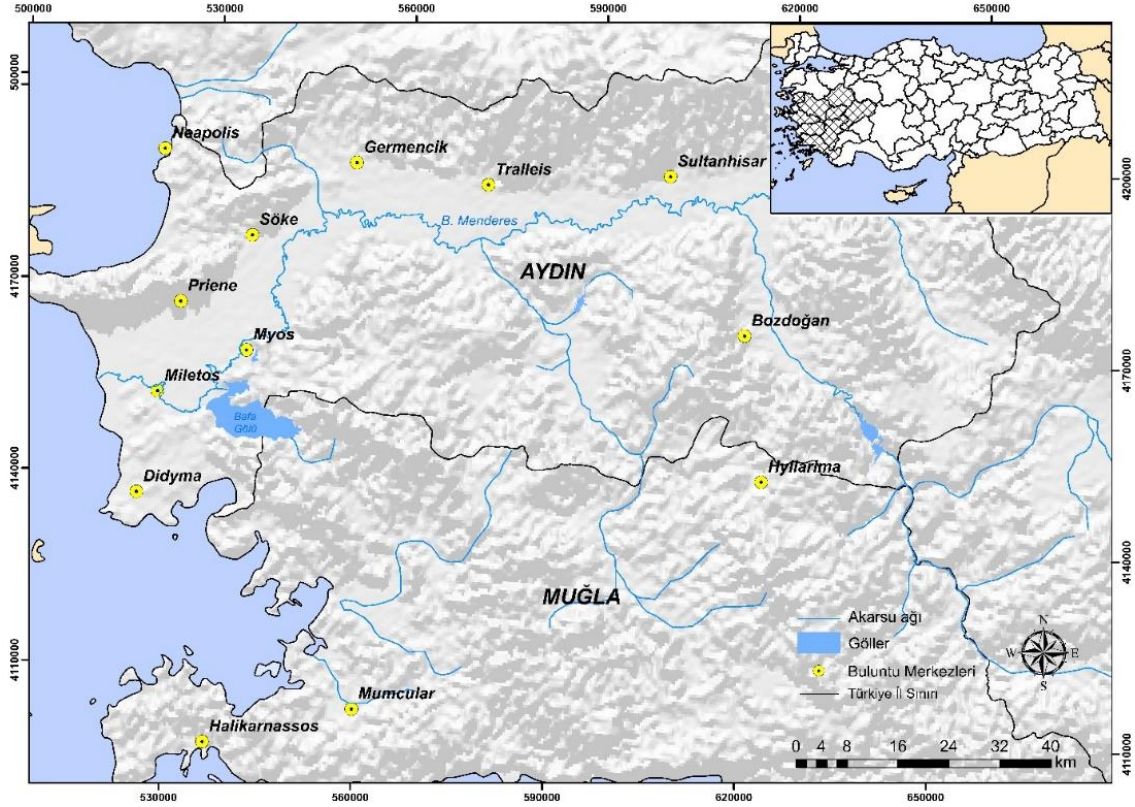 500000
530000
560000
590000
620000
650000
500000
4170000
4140000
4110000
4200000
4170000
4140000
4110000
Naapolis
Germencik
Tralleis
Sultanhisar
B. Menderes
Söke
AYDIN
Priene
Bozdoğan
Myos
Miletos
Bafa
Gölü
Didyma
Hyllarima
MUĞLA
Mumcular
Halikarnassos
Akarsu ağı
Göller
Buluntu Merkezleri
Türkiye İl Sınırı
N
W
E
S
0 4 8 16 24 32 40
km
530000
560000
590000
620000
650000